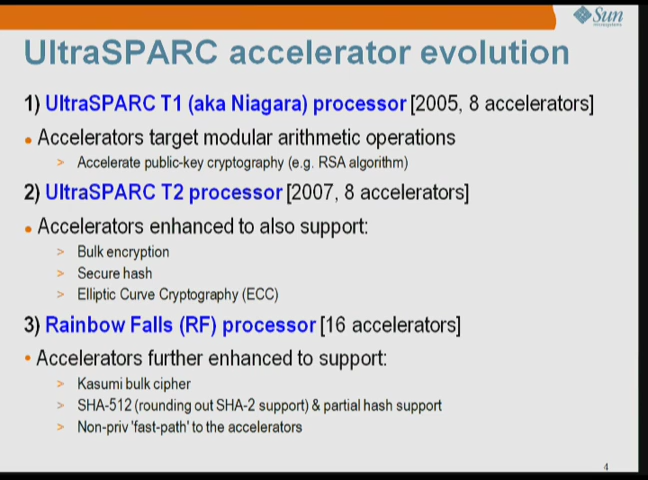 Sun
microsystems
UltraSPARC accelerator evolution
1) UltraSPARC T1 (aka Niagara) processor [2005, 8 accelerators]
• Accelerators target modular arithmetic operations
> Accelerate public-key cryptography (e.g. RSA algorithm)
2) UltraSPARC T2 processor [2007, 8 accelerators]
• Accelerators enhanced to also support:
> Bulk encryption
> Secure hash
> Elliptic Curve Cryptography (ECC)
3) Rainbow Falls (RF) processor [16 accelerators]
• Accelerators further enhanced to support:
> Kasumi bulk cipher
> SHA-512 (rounding out SHA-2 support) & partial hash support
> Non-priv 'fast-path' to the accelerators
4